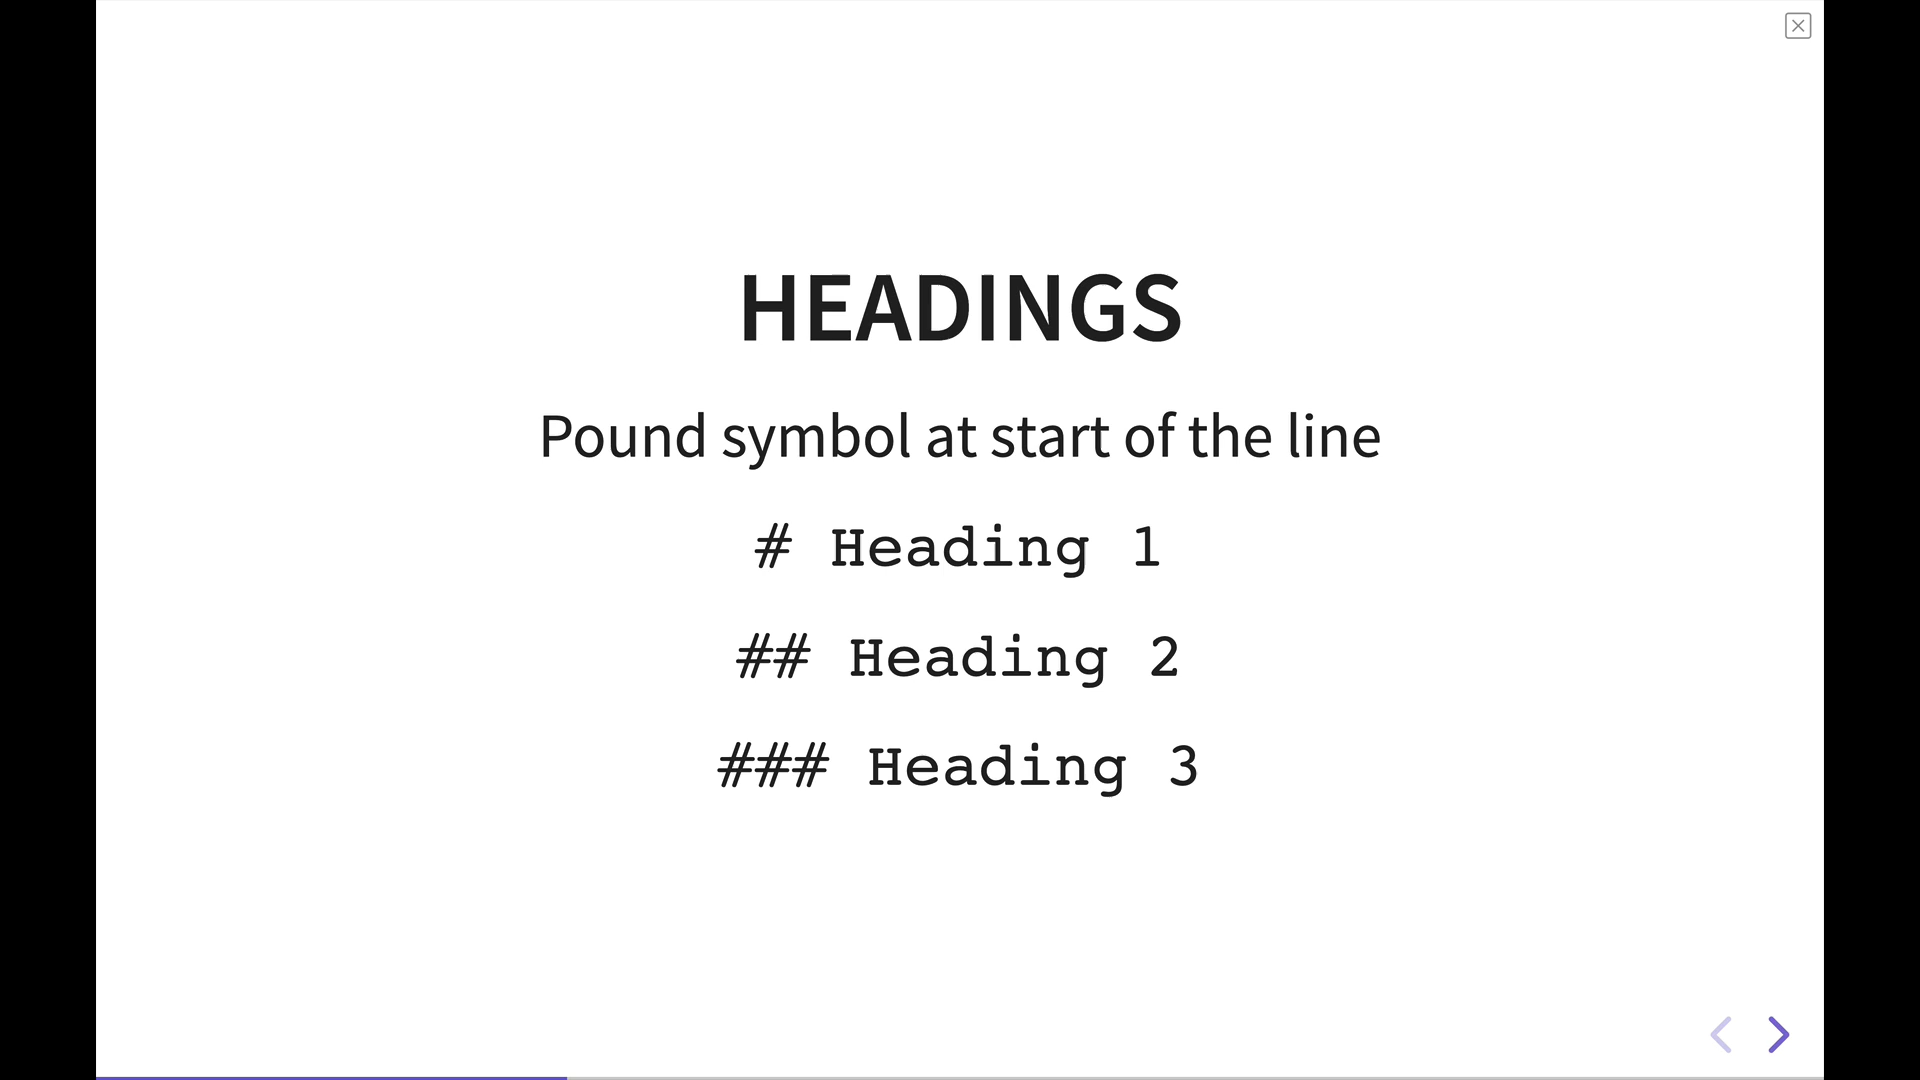 HEADINGS
Pound symbol at start of the line
# Heading 1
## Heading 2
### Heading 3